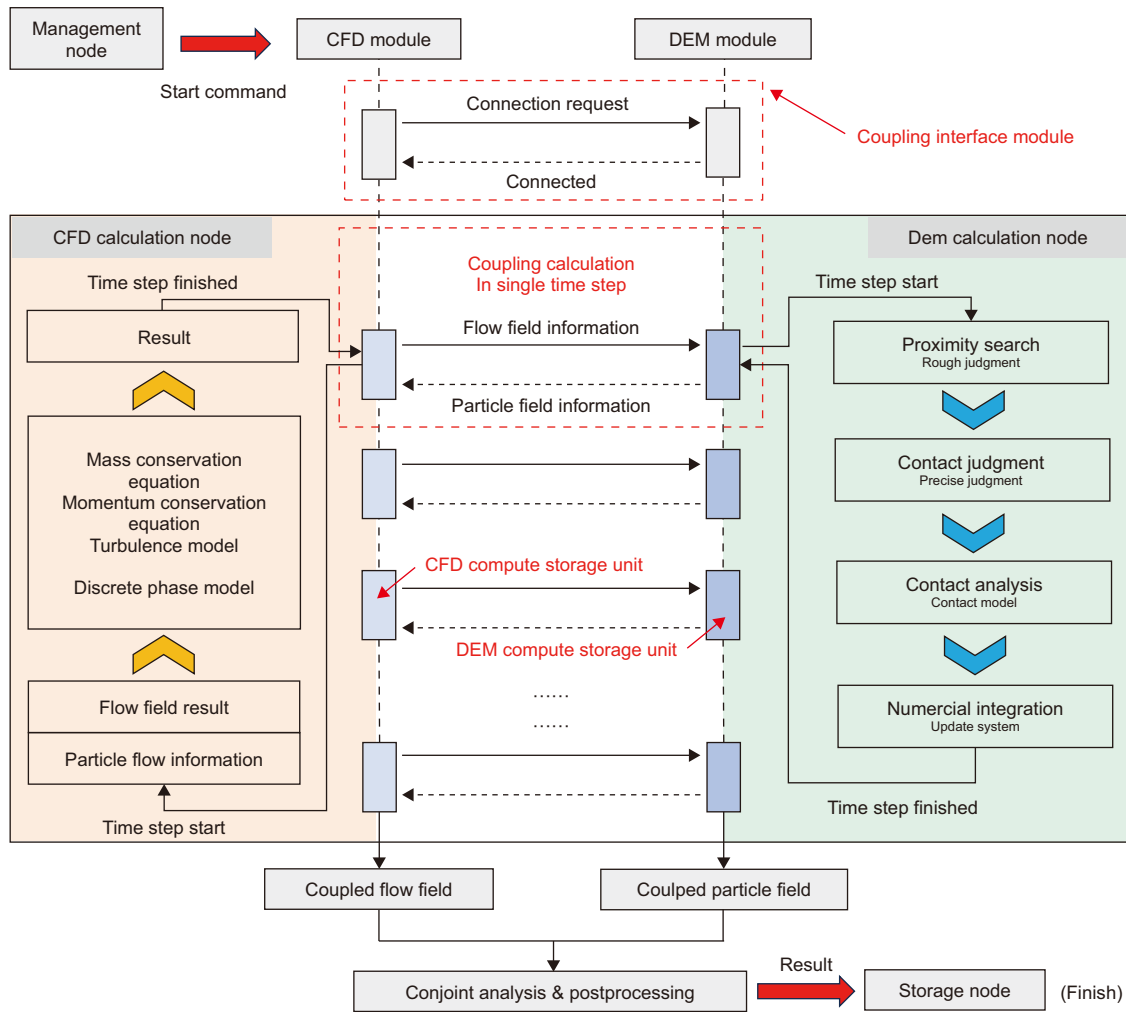 Management
node
Start command
CFD module
DEM module
Connection request
Connected
Coupling interface module
CFD calculation node
Dem calculation node
Coupling calculation
In single time step
Time step finished
Result
Mass conservation
equation
Momentum conservation
equation
Turbulence model
Discrete phase model
Flow field result
Particle flow information
Time step start
Flow field information
Particle field information
CFD compute storage unit
DEM compute storage unit
......
......
Time step start
Proximity search
Rough judgment
Contact judgment
Precise judgment
Contact analysis
Contact model
Numercial integration
Update system
Time step finished
Coupled flow field
Coulped particle field
Conjoint analysis & postprocessing
Result
Storage node
(Finish)